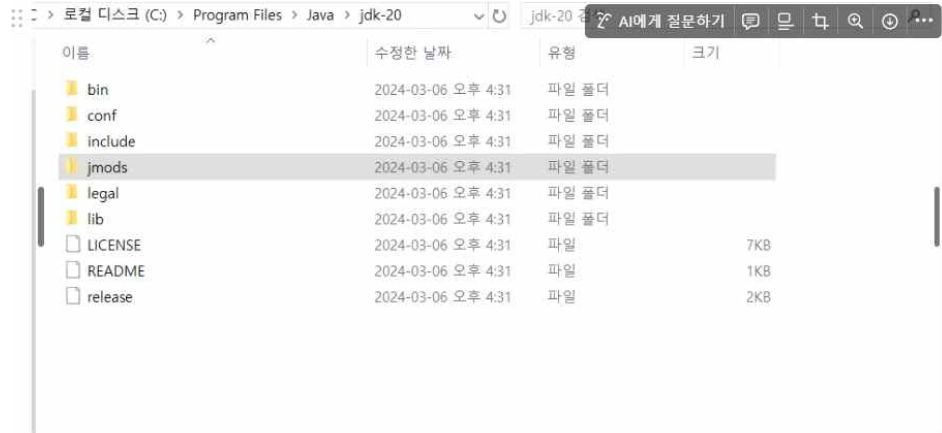 > 로컬 디스크 (C:) > Program Files > Java > jdk-20
jdk-20
AI에게 질문하기
이름 수정한 날짜 유형 크기
bin 2024-03-06 오후 4:31 파일 폴더
conf 2024-03-06 오후 4:31 파일 폴더
include 2024-03-06 오후 4:31 파일 폴더
jmods 2024-03-06 오후 4:31 파일 폴더
legal 2024-03-06 오후 4:31 파일 폴더
lib 2024-03-06 오후 4:31 파일 폴더
LICENSE 2024-03-06 오후 4:31 파일 7KB
README 2024-03-06 오후 4:31 파일 1KB
release 2024-03-06 오후 4:31 파일 2KB